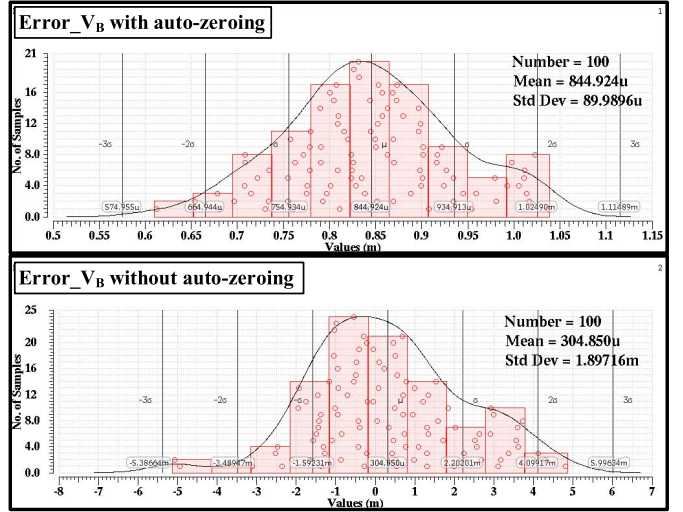 Error_VB with auto-zeroing
1
Number = 100
Mean = 844.924u
Std Dev = 89.9896u
No. of Samples
21
16
12
8.0
4.0
0.0
-3σ -2σ -σ μ σ 2σ 3σ
574.955u 664.944u 754.934u 844.924u 934.913u 1.02490m 1.11489m
0.5 0.55 0.6 0.65 0.7 0.75 0.8 0.85 0.9 0.95 1.0 1.05 1.10 1.15
Values (m)
Error_VB without auto-zeroing
2
Number = 100
Mean = 304.850u
Std Dev = 1.89716m
No. of Samples
25
20
16
12
8.0
4.0
0.0
-3σ -2σ -σ μ σ 2σ 3σ
-5.38664m -3.48947m -1.59231m 304.850u 2.20201m 4.09917m 5.99634m
-8 -7 -6 -5 -4 -3 -2 -1 0 1 2 3 4 5 6 7
Values (m)